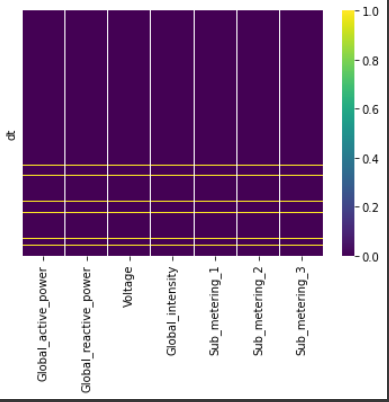 dt
1.0
0.8
0.6
0.4
0.2
0.0
Global_active_power
Global_reactive_power
Voltage
Global_intensity
Sub_metering_1
Sub_metering_2
Sub_metering_3